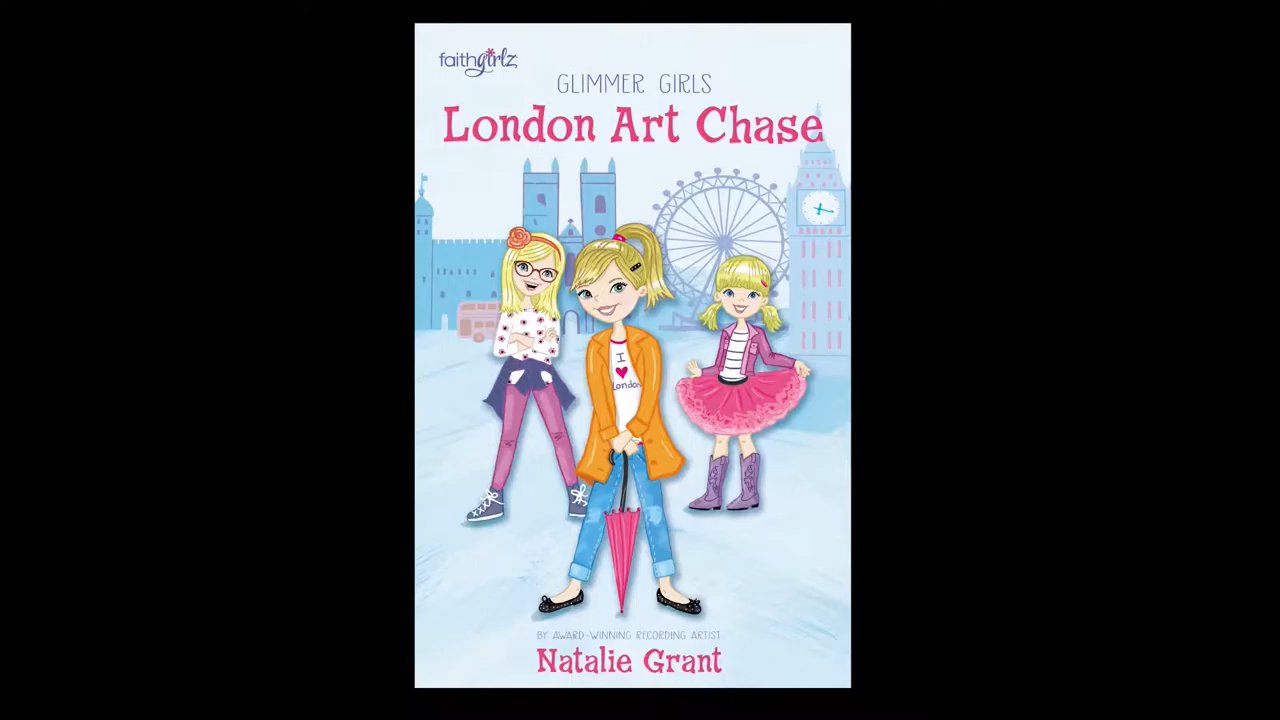 faithgirlz
GLIMMER GIRLS
London Art Chase
I
London
BY AWARD-WINNING RECORDING ARTIST
Natalie Grant